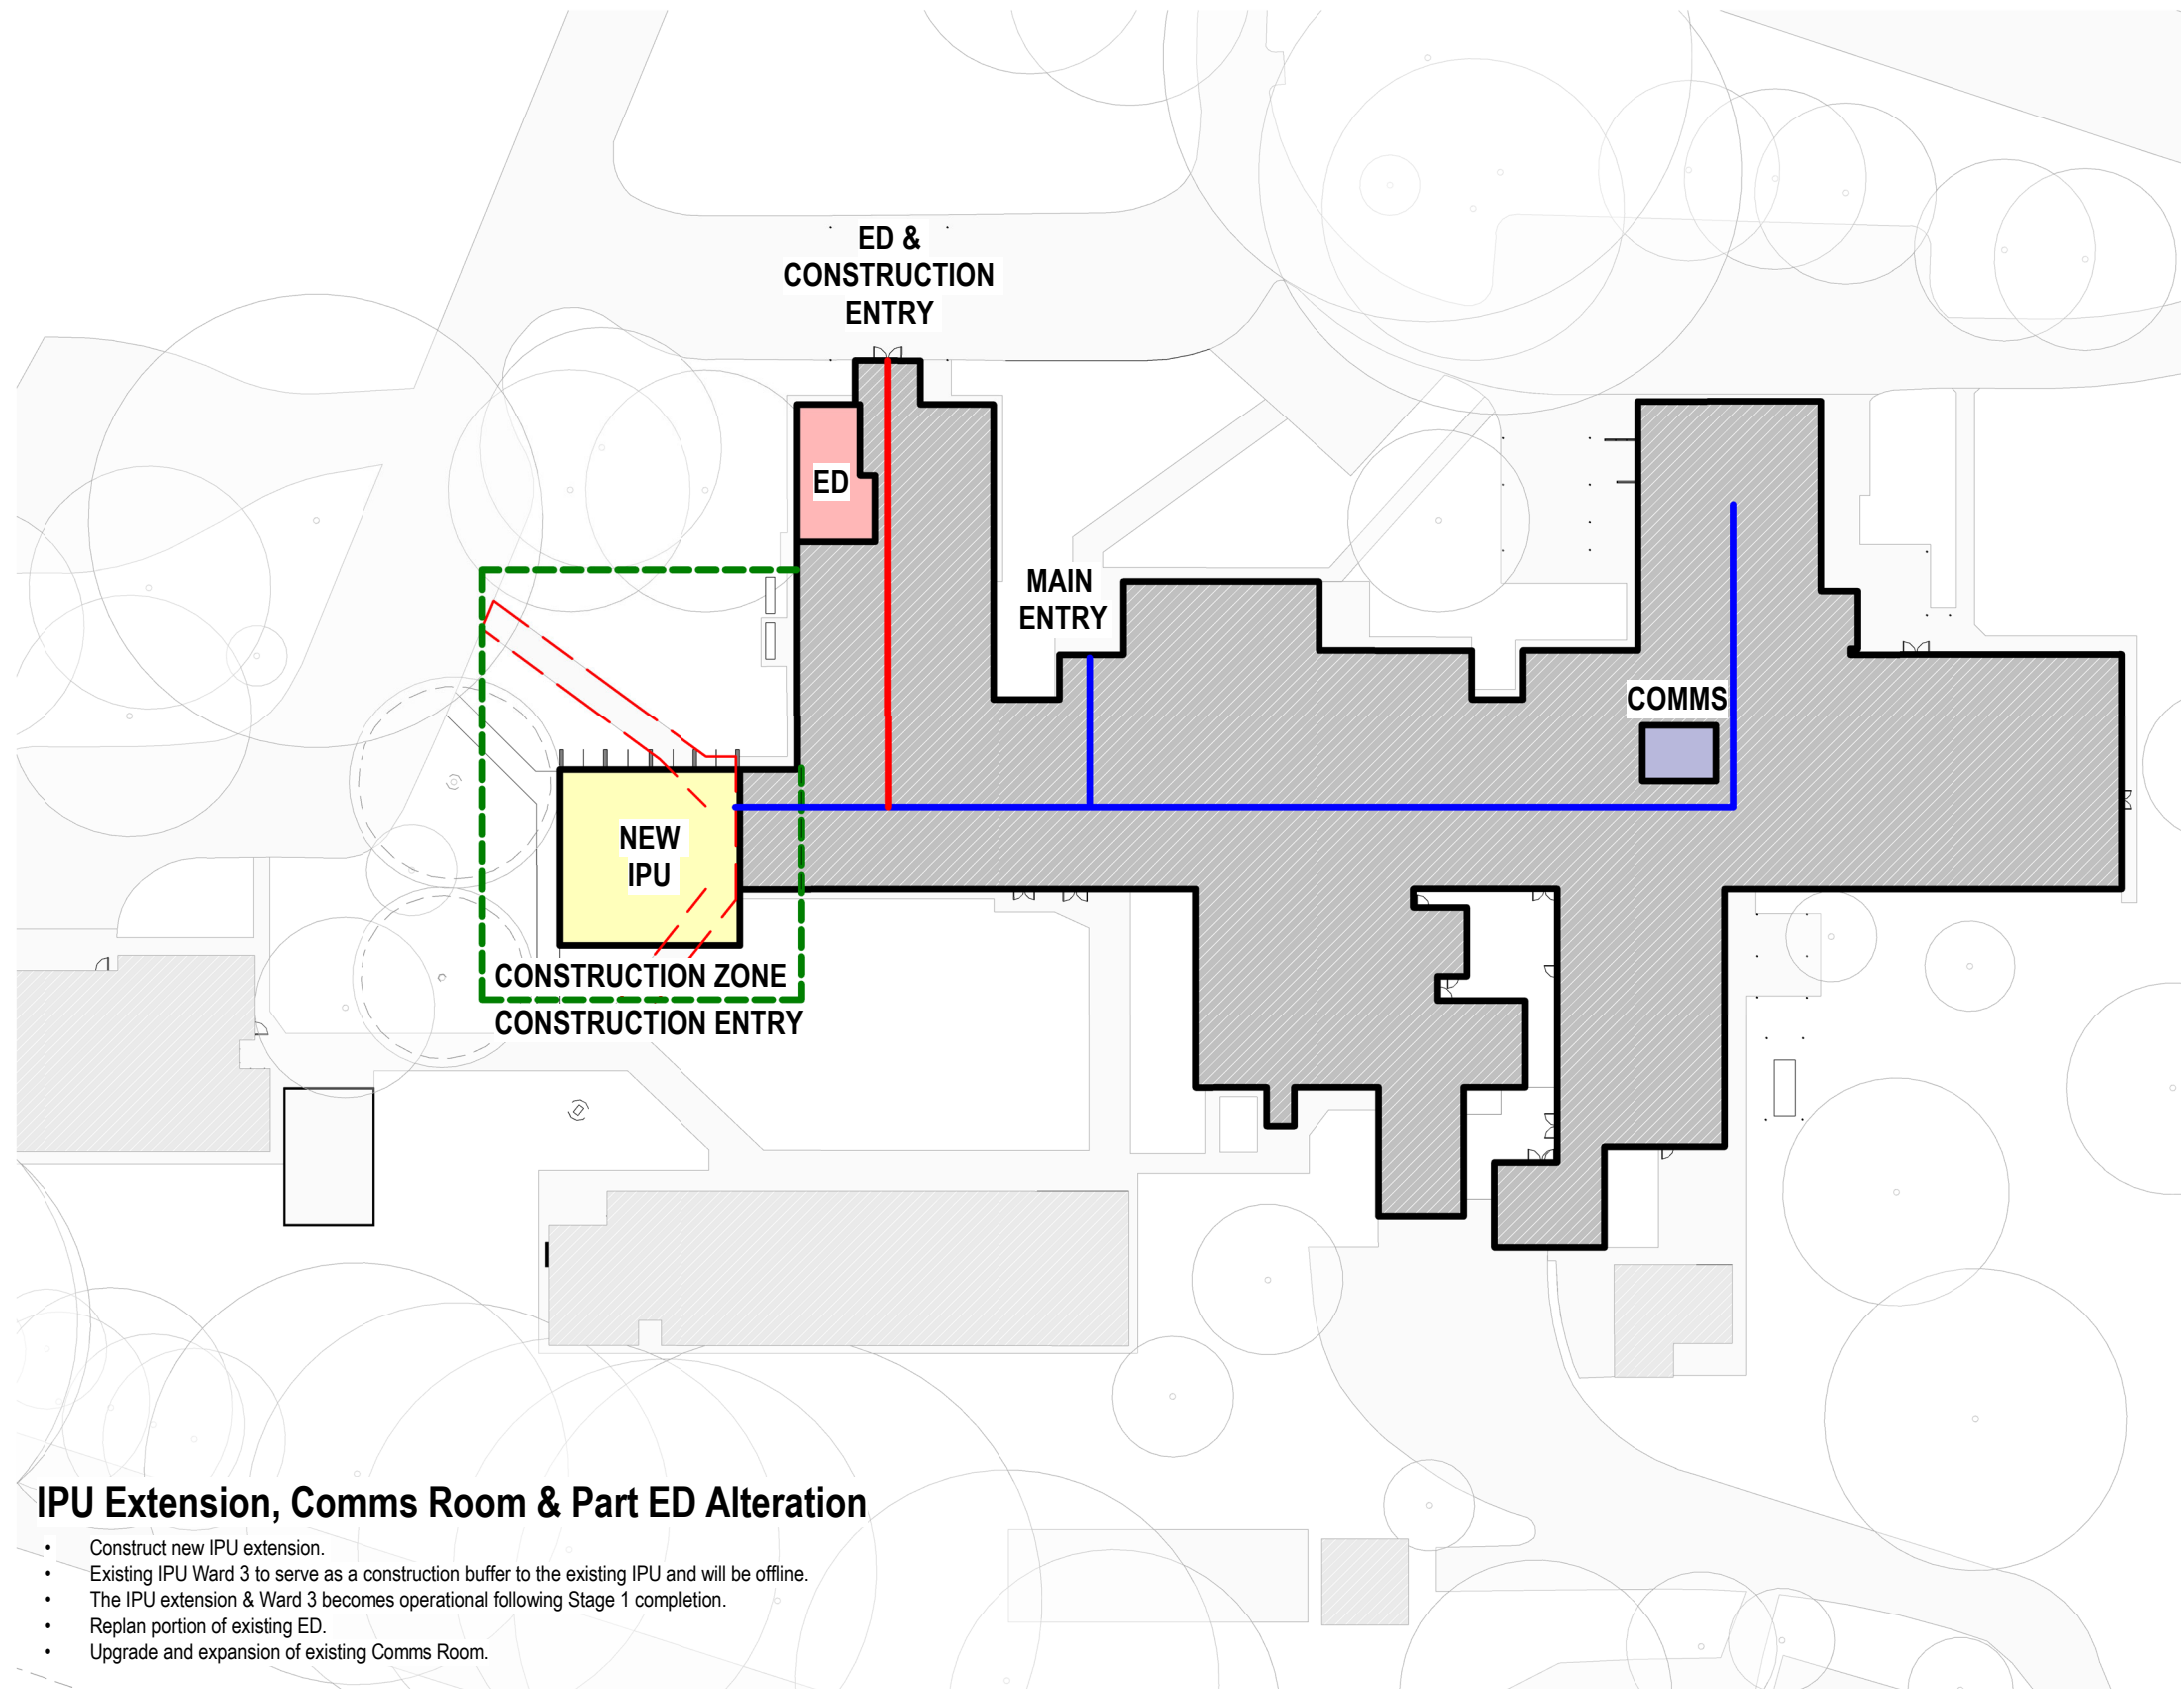 ED &
CONSTRUCTION
ENTRY
ED
MAIN
ENTRY
COMMS
NEW
IPU
CONSTRUCTION ZONE
CONSTRUCTION ENTRY
IPU Extension, Comms Room & Part ED Alteration
• Construct new IPU extension.
• Existing IPU Ward 3 to serve as a construction buffer to the existing IPU and will be offline.
• The IPU extension & Ward 3 becomes operational following Stage 1 completion.
• Replan portion of existing ED.
• Upgrade and expansion of existing Comms Room.